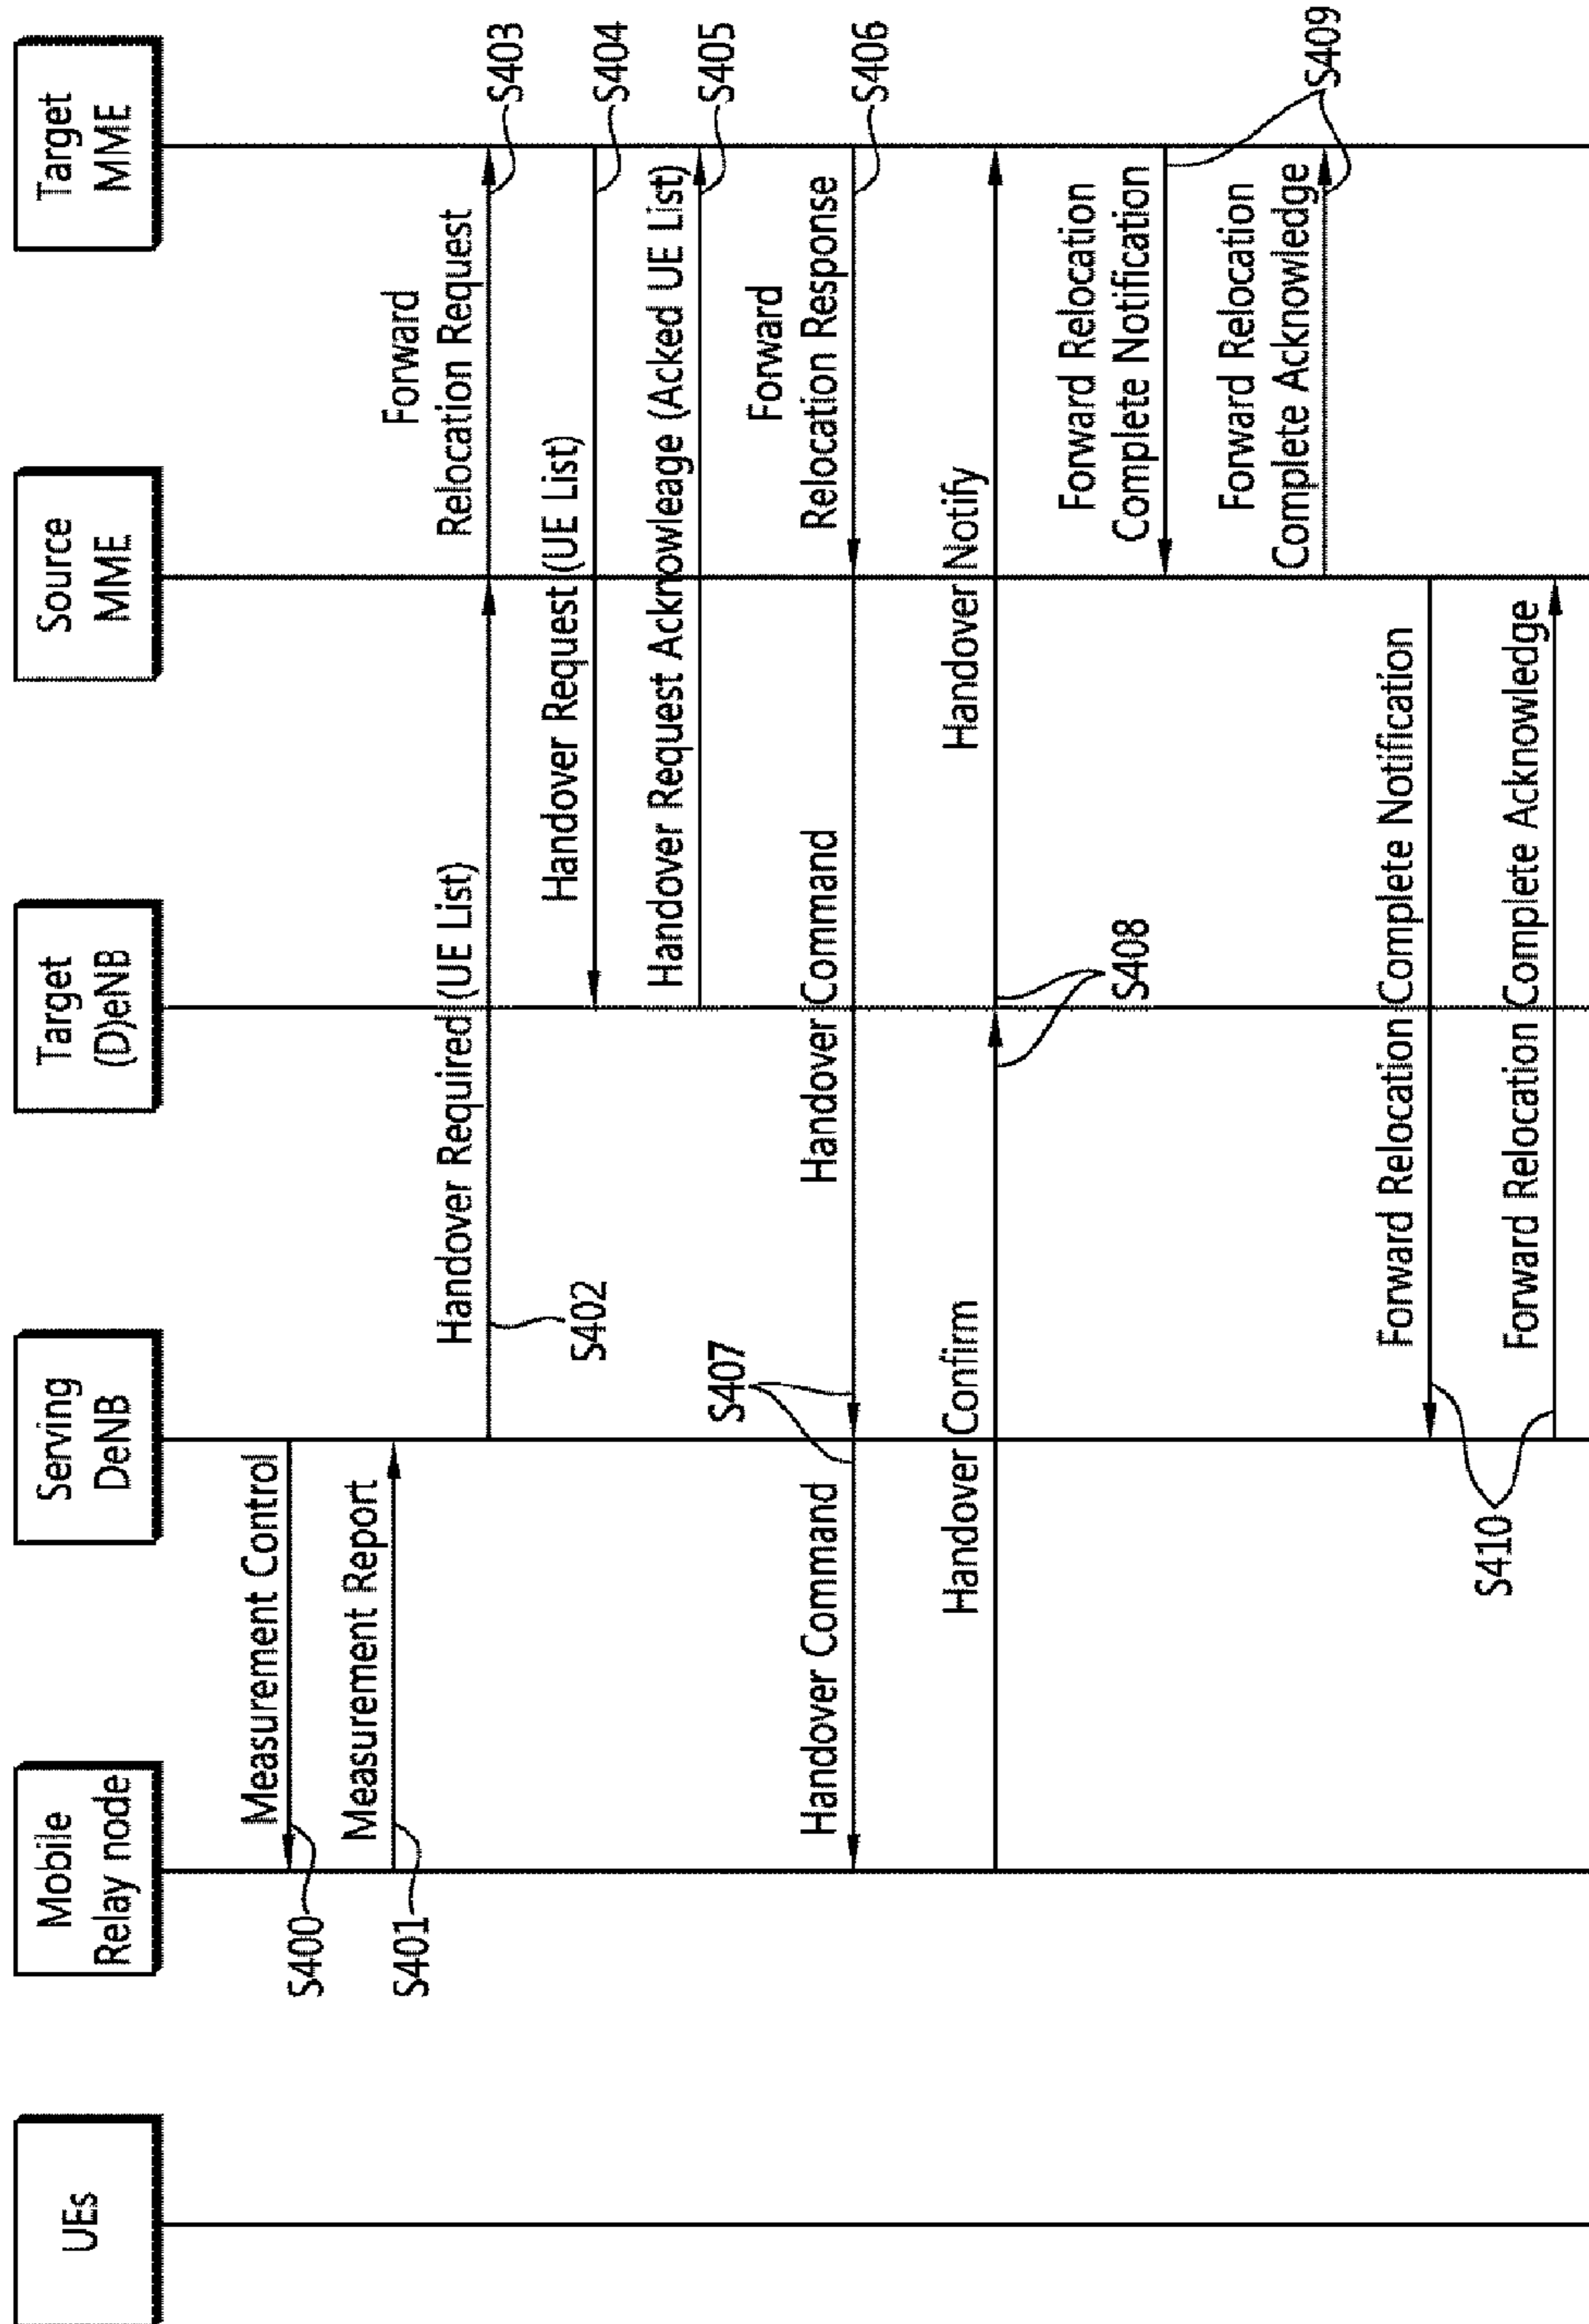 UEs
Mobile
Relay node
Serving
DeNB
Target
(D)eNB
Source
MME
Target
MME
Measurement Control
S400
Measurement Report
S401
Handover Required (UE List)
S402
Forward
Relocation Request
S403
Handover Request (UE List)
S404
Handover Request Acknowleage (Acked UE List)
S405
Forward
Relocation Response
S406
Handover Command
S407
Handover Command
Handover Confirm
Handover Notify
S408
Forward Relocation
Complete Notification
Forward Relocation
Complete Acknowledge
S409
Forward Relocation Complete Notification
Forward Relocation Complete Acknowledge
S410